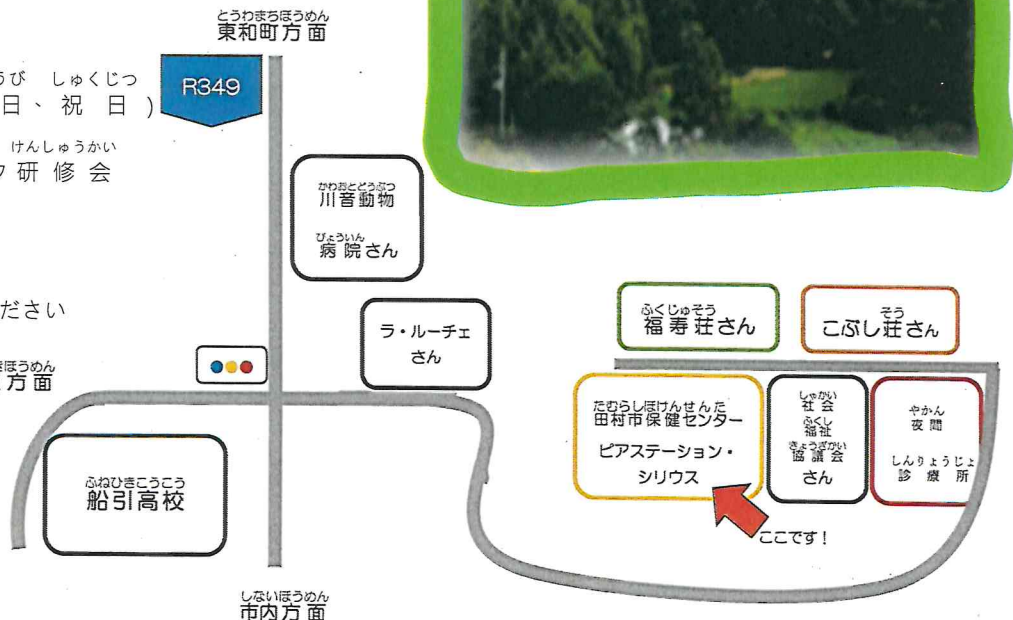 とうわまちほうめん
東和町方面
うび しゅくじつ
日、祝日)
R349
けんしゅうかい
研修会
かわおとどうぶつ
川音動物
びょういん
病院さん
ださい
ラ・ルーチェ
さん
ふくじゅそう
福寿荘さん
そう
こぶし荘さん
ほうめん
方面
たむらしほけんせんた
田村市保健センター
ピアステーション・
シリウス
しゃかい
社会
ふくし
福祉
きょうぎかい
協議会
さん
やかん
夜間
しんりょうじょ
診療所
ふねひきこうこう
船引高校
ここです!
しないほうめん
市内方面